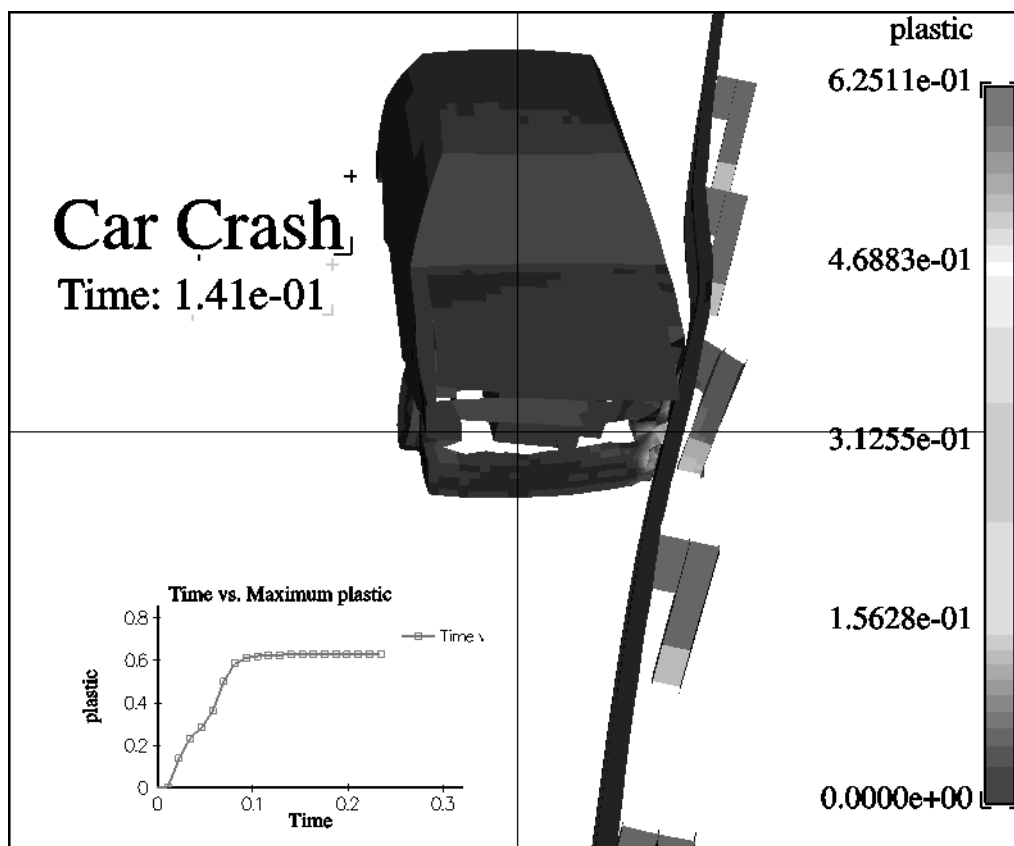 plastic
6.2511e-01
4.6883e-01
3.1255e-01
1.5628e-01
0.0000e+00
Car Crash
Time: 1.41e-01
Time vs. Maximum plastic
Time v
plastic
0.8
0.6
0.4
0.2
0
0
0.1
0.2
0.3
Time